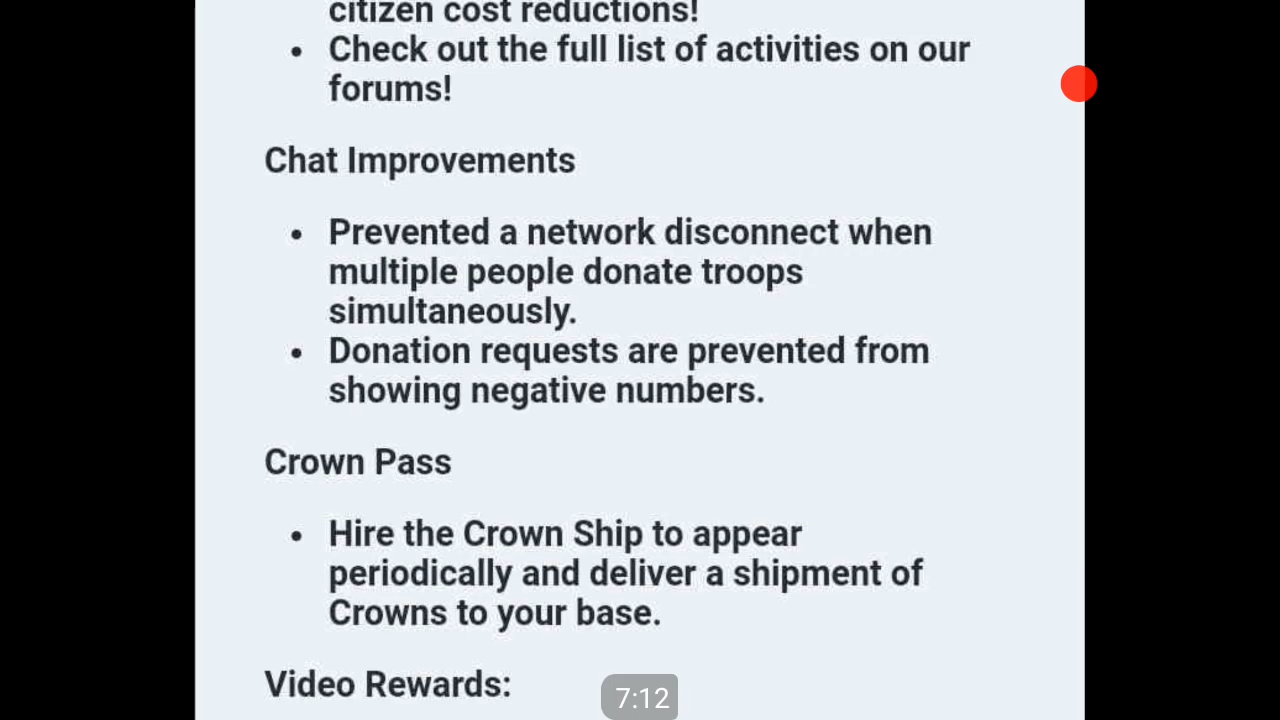 citizen cost reductions!
• Check out the full list of activities on our
forums!
Chat Improvements
• Prevented a network disconnect when
multiple people donate troops
simultaneously.
• Donation requests are prevented from
showing negative numbers.
Crown Pass
• Hire the Crown Ship to appear
periodically and deliver a shipment of
Crowns to your base.
Video Rewards:
7:12